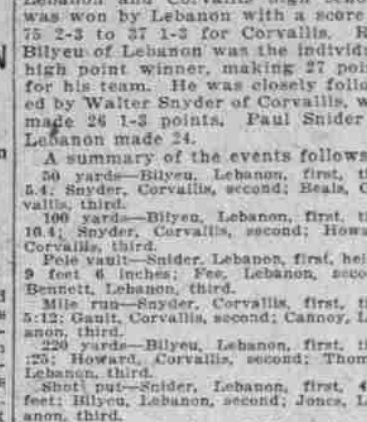 Lebanon and Corvallis high scho
was won by Lebanon with a score
75 2-3 to 37 1-3 for Corvallis. R
Bilyeu of Lebanon was the individ
high point winner, making 27 poi
for his team. He was closely follo
ed by Walter Snyder of Corvallis, w
made 26 1-3 points. Paul Snider
Lebanon made 24.
A summary of the events follows
50 yards—Bilyeu, Lebanon, first, t
5.4; Snyder, Corvallis, second; Beals, C
vallis, third.
100 yards—Bilyeu, Lebanon, first, t
10.4; Snyder, Corvallis, second; Howa
Corvallis, third.
Pole vault—Snider, Lebanon, first, hei
9 feet 6 inches; Fee, Lebanon, seco
Bennett, Lebanon, third.
Mile run—Snyder, Corvallis, first, t
5:12; Gault, Corvallis, second; Cannoy, L
anon, third.
220 yards—Bilyeu, Lebanon, first, t
:25; Howard, Corvallis, second; Thom
Lebanon, third.
Shot put—Snider, Lebanon, first, 4
feet; Bilyeu, Lebanon, second; Jones, L
anon, third.